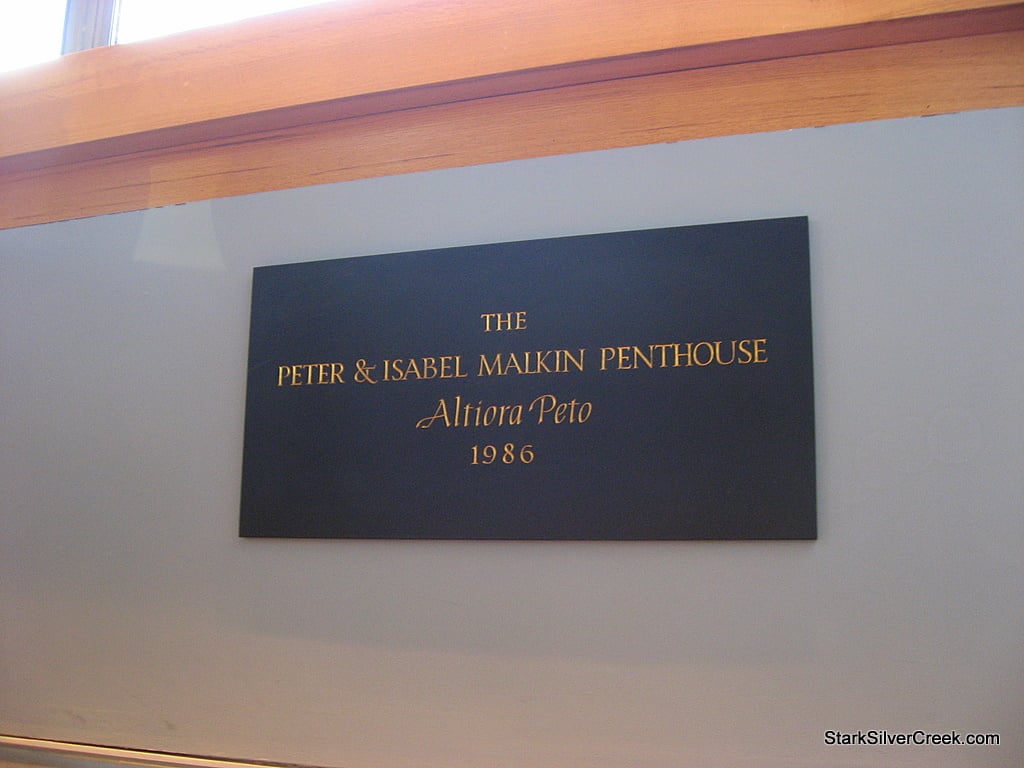 THE
PETER & ISABEL MALKIN PENTHOUSE
Altiora Peto
1986
StarkSilverCreek.com